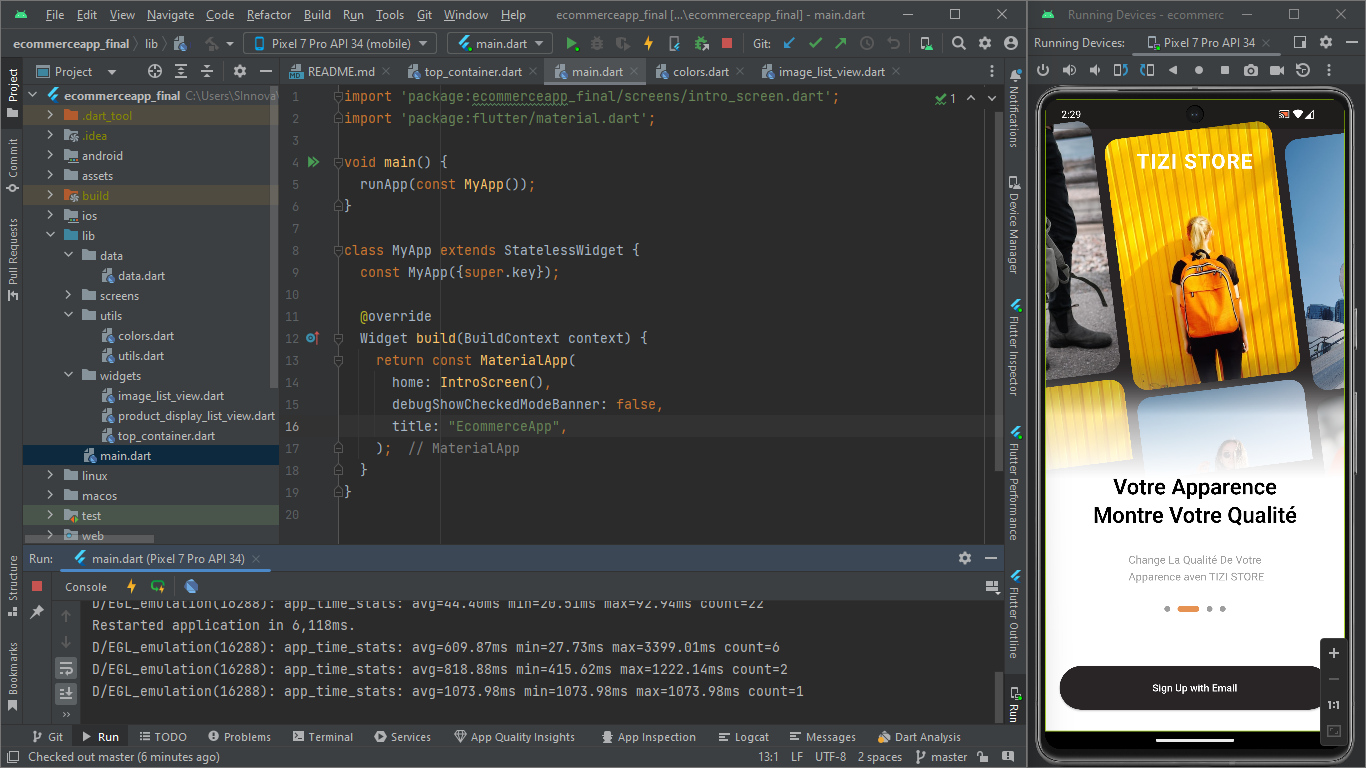 File Edit View Navigate Code Refactor Build Run Tools Git Window Help ecommerceapp_final [...\ecommerceapp_final] - main.dart
Running Devices - ecommerc
ecommerceapp_final lib Pixel 7 Pro API 34 (mobile) main.dart Git:
Running Devices: Pixel 7 Pro API 34
Project
README.md top_container.dart main.dart colors.dart image_list_view.dart
ecommerceapp_final C:\Users\SInnova
.dart_tool
.idea
android
assets
build
ios
lib
data
data.dart
screens
utils
colors.dart
utils.dart
widgets
image_list_view.dart
product_display_list_view.dart
top_container.dart
main.dart
linux
macos
test
web
Project
Commit
Pull Requests
Structure
Bookmarks
1 import 'package:ecommerceapp_final/screens/intro_screen.dart';
2 import 'package:flutter/material.dart';
3
4 void main() {
5 runApp(const MyApp());
6 }
7
8 class MyApp extends StatelessWidget {
9 const MyApp({super.key});
10
11 @override
12 Widget build(BuildContext context) {
13 return const MaterialApp(
14 home: IntroScreen(),
15 debugShowCheckedModeBanner: false,
16 title: "EcommerceApp",
17 ); // MaterialApp
18 }
19 }
20
1
Notifications
Device Manager
Flutter Inspector
Flutter Performance
Flutter Outline
Run
2:29
TIZI STORE
Votre Apparence
Montre Votre Qualité
Change La Qualité De Votre
Apparence aven TIZI STORE
Sign Up with Email
1:1
Run: main.dart (Pixel 7 Pro API 34)
Console
D/EGL_emulation(16288): app_time_stats: avg=44.40ms min=20.51ms max=92.94ms count=22
Restarted application in 6,118ms.
D/EGL_emulation(16288): app_time_stats: avg=609.87ms min=27.73ms max=3399.01ms count=6
D/EGL_emulation(16288): app_time_stats: avg=818.88ms min=415.62ms max=1222.14ms count=2
D/EGL_emulation(16288): app_time_stats: avg=1073.98ms min=1073.98ms max=1073.98ms count=1
Git Run TODO Problems Terminal Services App Quality Insights App Inspection Logcat Messages Dart Analysis
Checked out master (6 minutes ago) 13:1 LF UTF-8 2 spaces master